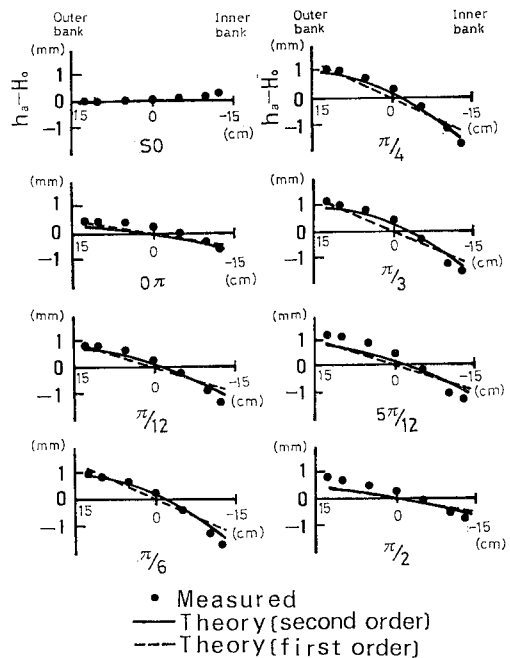 Outer bank
Inner bank
Outer bank
Inner bank
(mm)
hₐ−H₀
1
0
−1
15
0
−15
(cm)
S0
(mm)
hₐ−H₀
1
0
−1
15
0
−15
(cm)
π/4
(mm)
1
0
−1
15
0
−15
(cm)
0π
(mm)
1
0
−1
15
0
−15
(cm)
π/3
(mm)
1
0
−1
15
0
−15
(cm)
π/12
(mm)
1
0
−1
15
0
−15
(cm)
5π/12
(mm)
1
0
−1
15
0
−15
(cm)
π/6
(mm)
1
0
−1
15
0
−15
(cm)
π/2
Measured
Theory(second order)
Theory(first order)